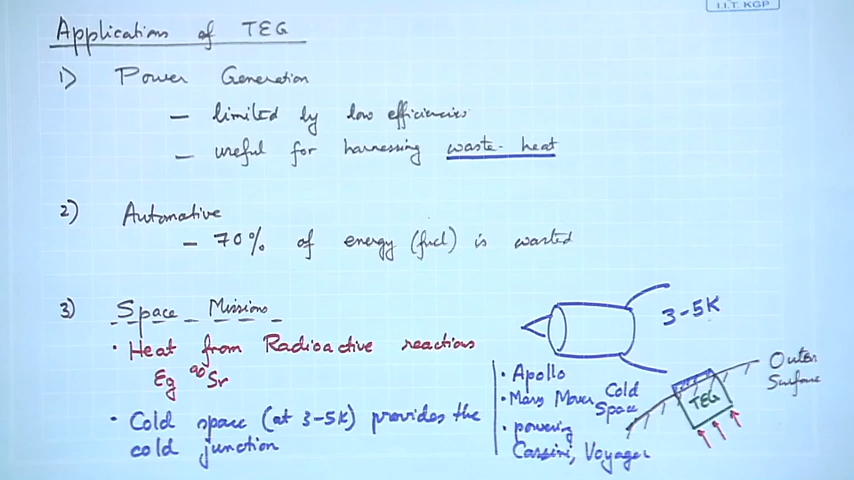 I.I.T. KGP
Applications of TEG
1) Power Generation
— limited by low efficiencies
— useful for harnessing waste-heat
2) Automative
— 70% of energy (fuel) is wasted
3) Space Missions
• Heat from Radioactive reactions
Eg ⁹⁰Sr
• Cold space (at 3-5K) provides the
cold junction
3-5K
• Apollo
• Mars Mover
• powering
Cassini, Voyager
Cold
Space
TEG
Outer
Surface